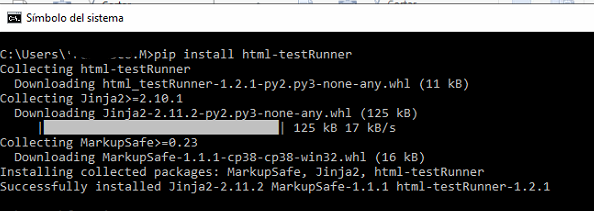 Símbolo del sistema
C:\Users\ .M>pip install html-testRunner
Collecting html-testRunner
Downloading html_testRunner-1.2.1-py2.py3-none-any.whl (11 kB)
Collecting Jinja2>=2.10.1
Downloading Jinja2-2.11.2-py2.py3-none-any.whl (125 kB)
| | 125 kB 17 kB/s
Collecting MarkupSafe>=0.23
Downloading MarkupSafe-1.1.1-cp38-cp38-win32.whl (16 kB)
Installing collected packages: MarkupSafe, Jinja2, html-testRunner
Successfully installed Jinja2-2.11.2 MarkupSafe-1.1.1 html-testRunner-1.2.1